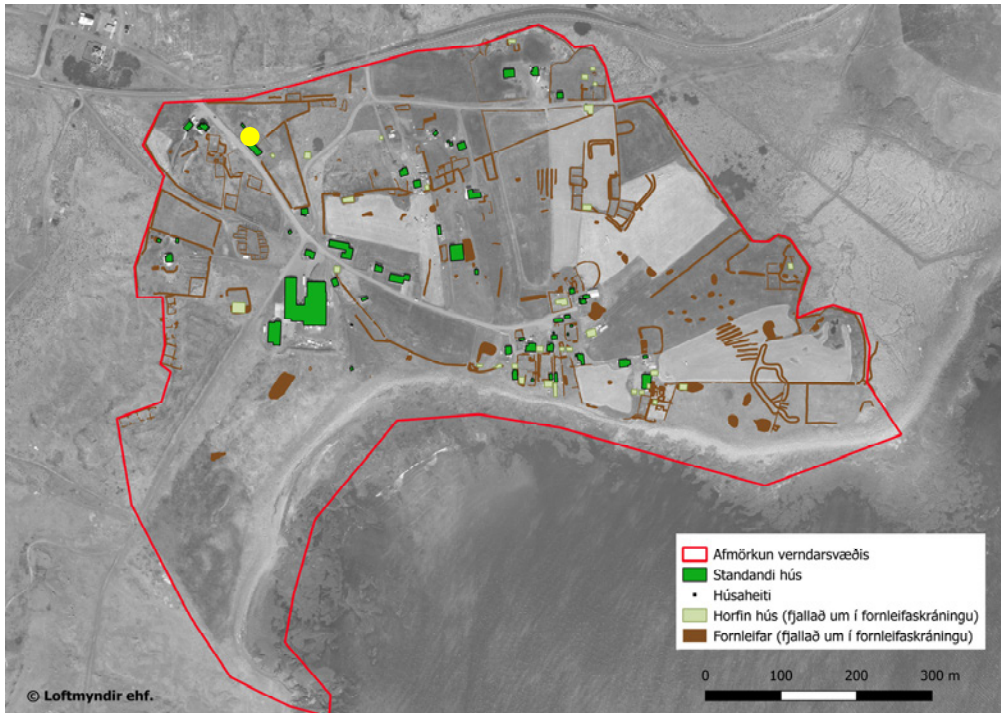 Afmörkun verndarsvæðis
Standandi hús
Húsaheiti
Horfin hús (fjallað um í fornleifaskráningu)
Fornleifar (fjallað um í fornleifaskráningu)
0 100 200 300 m
© Loftmyndir ehf.